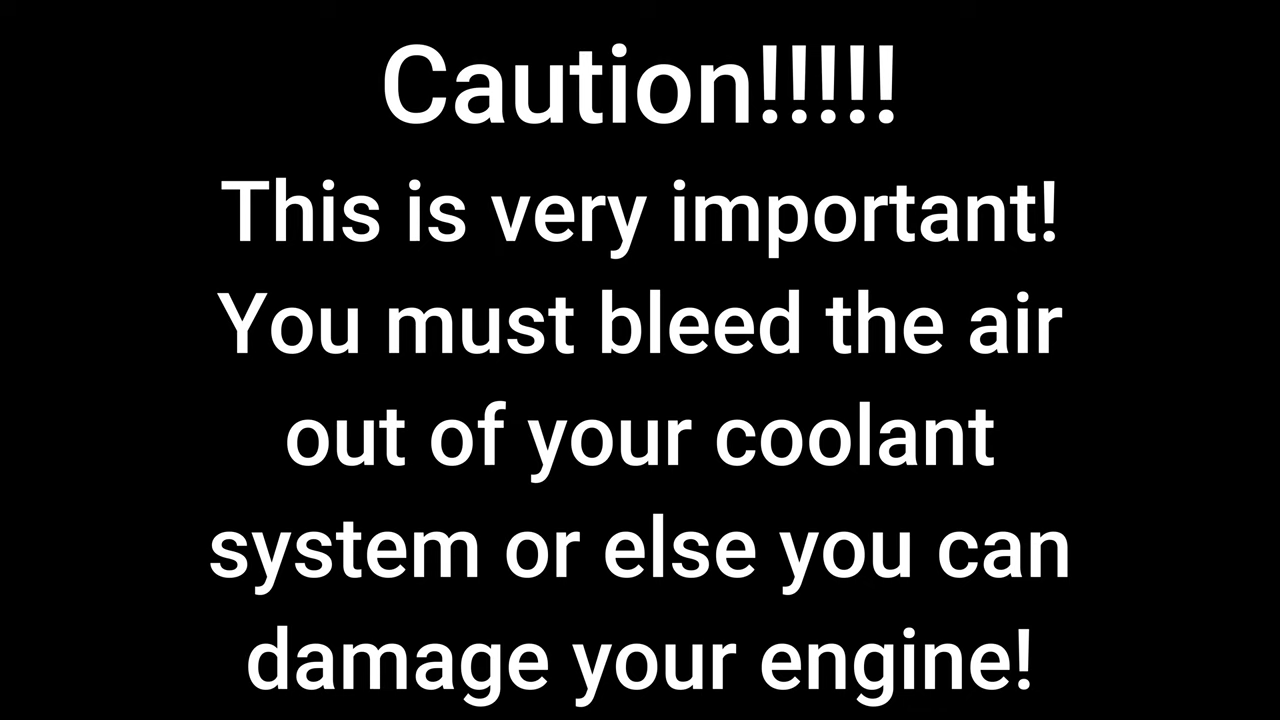 Caution!!!!!
This is very important!
You must bleed the air
out of your coolant
system or else you can
damage your engine!